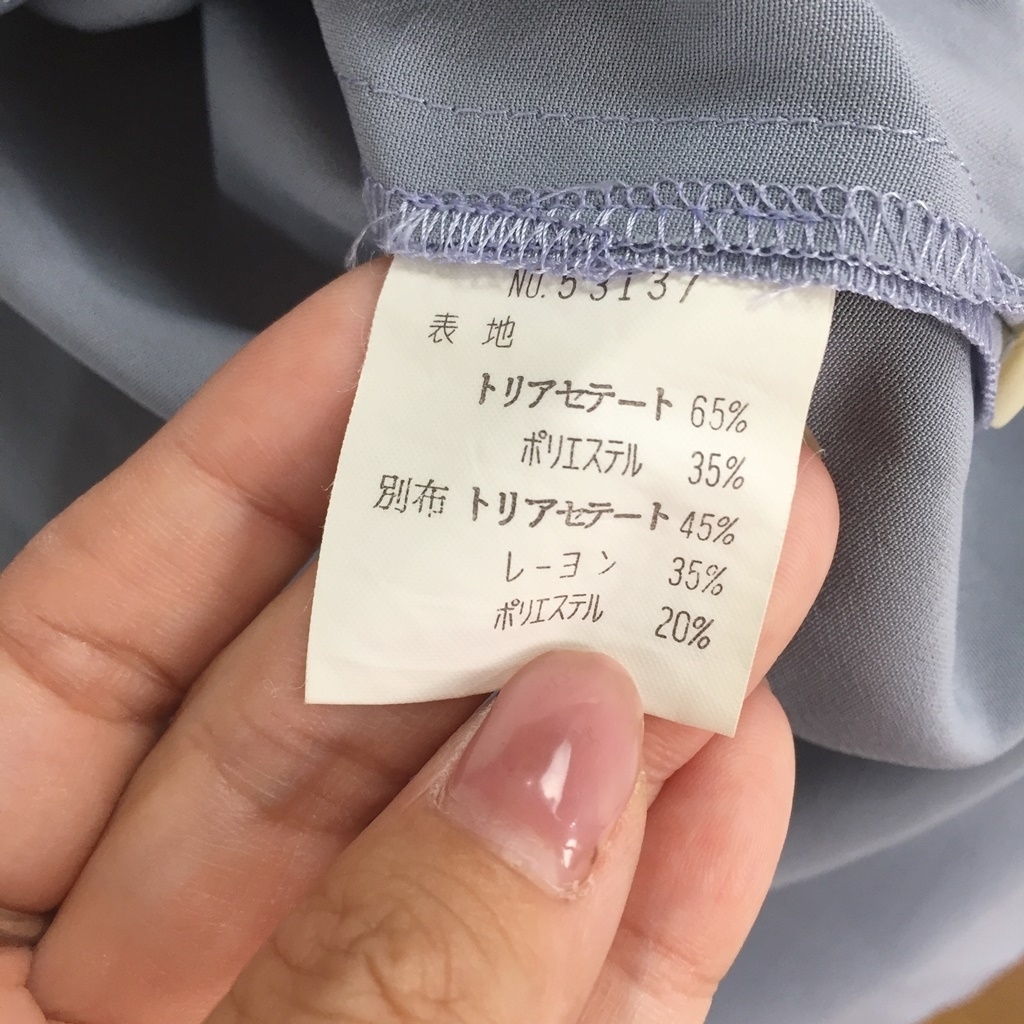 NO.53137
表 地
トリアセテート 65%
ポリエステル 35%
別布 トリアセテート 45%
レーヨン 35%
ポリエステル 20%